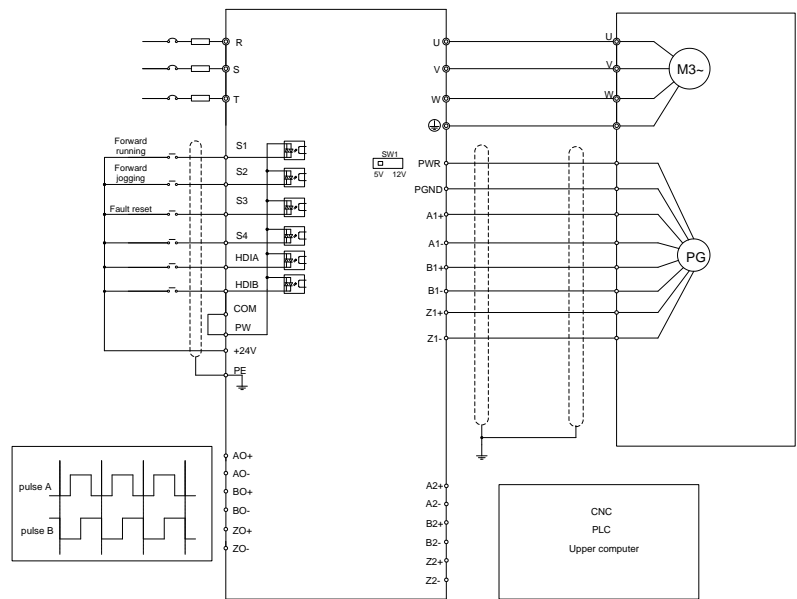 R
S
T
U
V
W
U
V
W
M3~
Forward
running
S1
Forward
jogging
S2
Fault reset
S3
S4
HDIA
HDIB
COM
PW
+24V
PE
SW1
5V 12V
PWR
PGND
A1+
A1-
B1+
B1-
Z1+
Z1-
PG
pulse A
pulse B
AO+
AO-
BO+
BO-
ZO+
ZO-
A2+
A2-
B2+
B2-
Z2+
Z2-
CNC
PLC
Upper computer